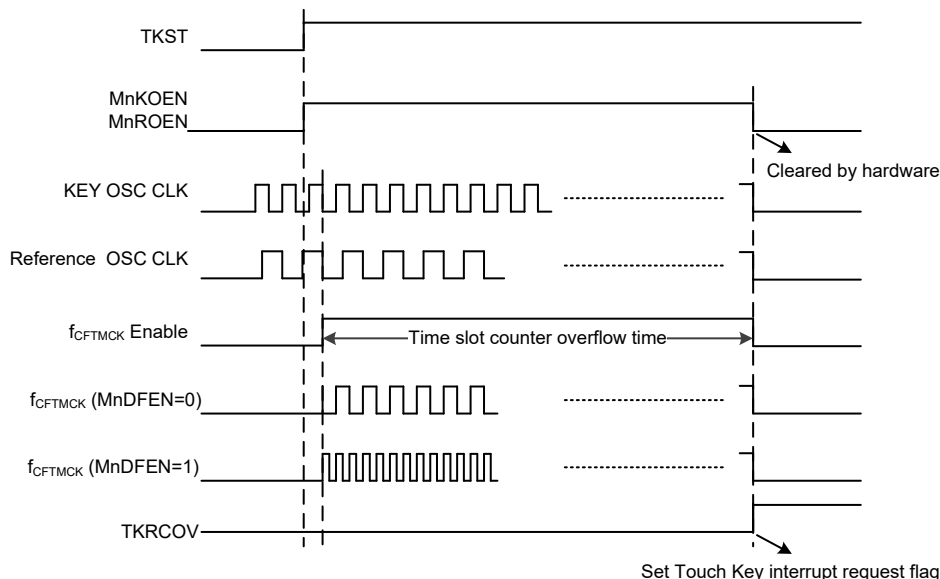 TKST
MnKOEN
MnROEN
Cleared by hardware
KEY OSC CLK
Reference OSC CLK
fCFTMCK Enable
Time slot counter overflow time
fCFTMCK (MnDFEN=0)
fCFTMCK (MnDFEN=1)
TKRCOV
Set Touch Key interrupt request flag